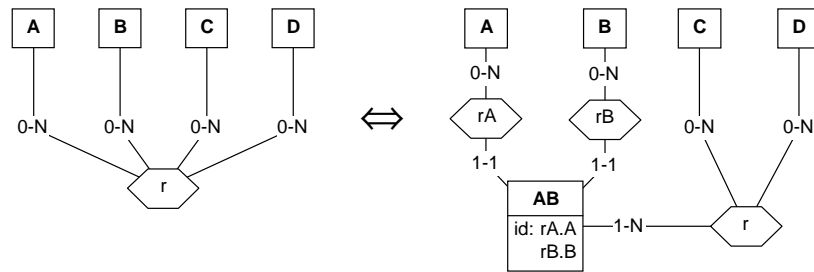 A B C D A B C D
0-N 0-N
rA rB
0-N 0-N 0-N 0-N ⇔ 0-N 0-N
1-1 1-1
r
AB
id: rA.A 1-N r
rB.B